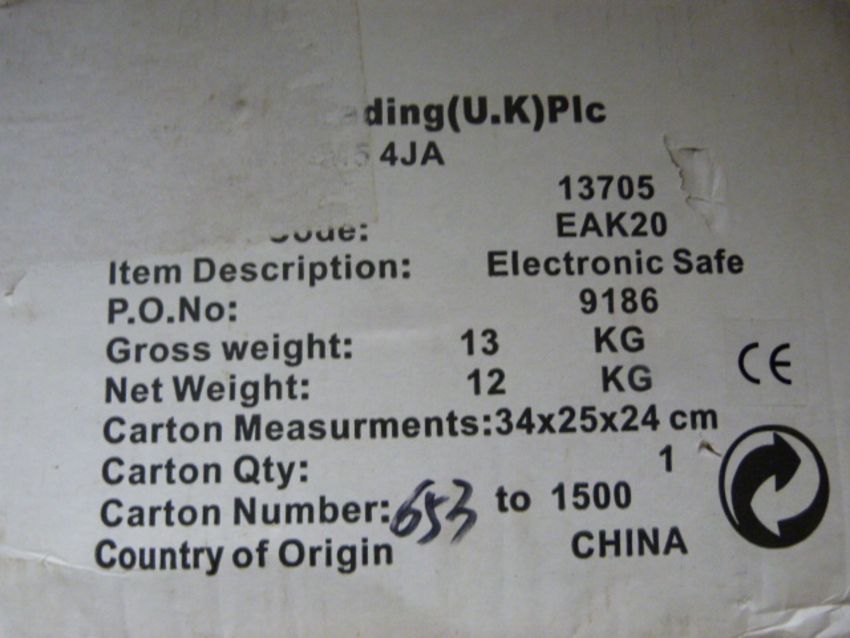 ding(U.K)Plc
4JA
13705
Code: EAK20
Item Description: Electronic Safe
P.O.No: 9186
Gross weight: 13 KG
Net Weight: 12 KG
Carton Measurments:34x25x24 cm
CE
Carton Qty: 1
Carton Number:653 to 1500
Country of Origin CHINA